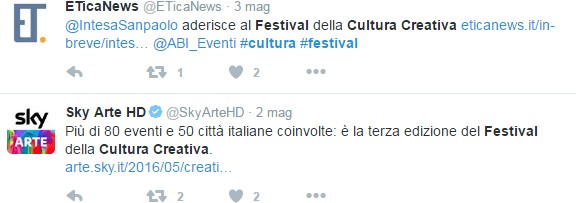 ET.
ETicaNews @ETicaNews · 3 mag
@IntesaSanpaolo aderisce al Festival della Cultura Creativa eticanews.it/in-
breve/intes… @ABI_Eventi #cultura #festival
1 2
sky
ARTE
Sky Arte HD @SkyArteHD · 2 mag
Più di 80 eventi e 50 città italiane coinvolte: è la terza edizione del Festival
della Cultura Creativa.
arte.sky.it/2016/05/creati…
2 2